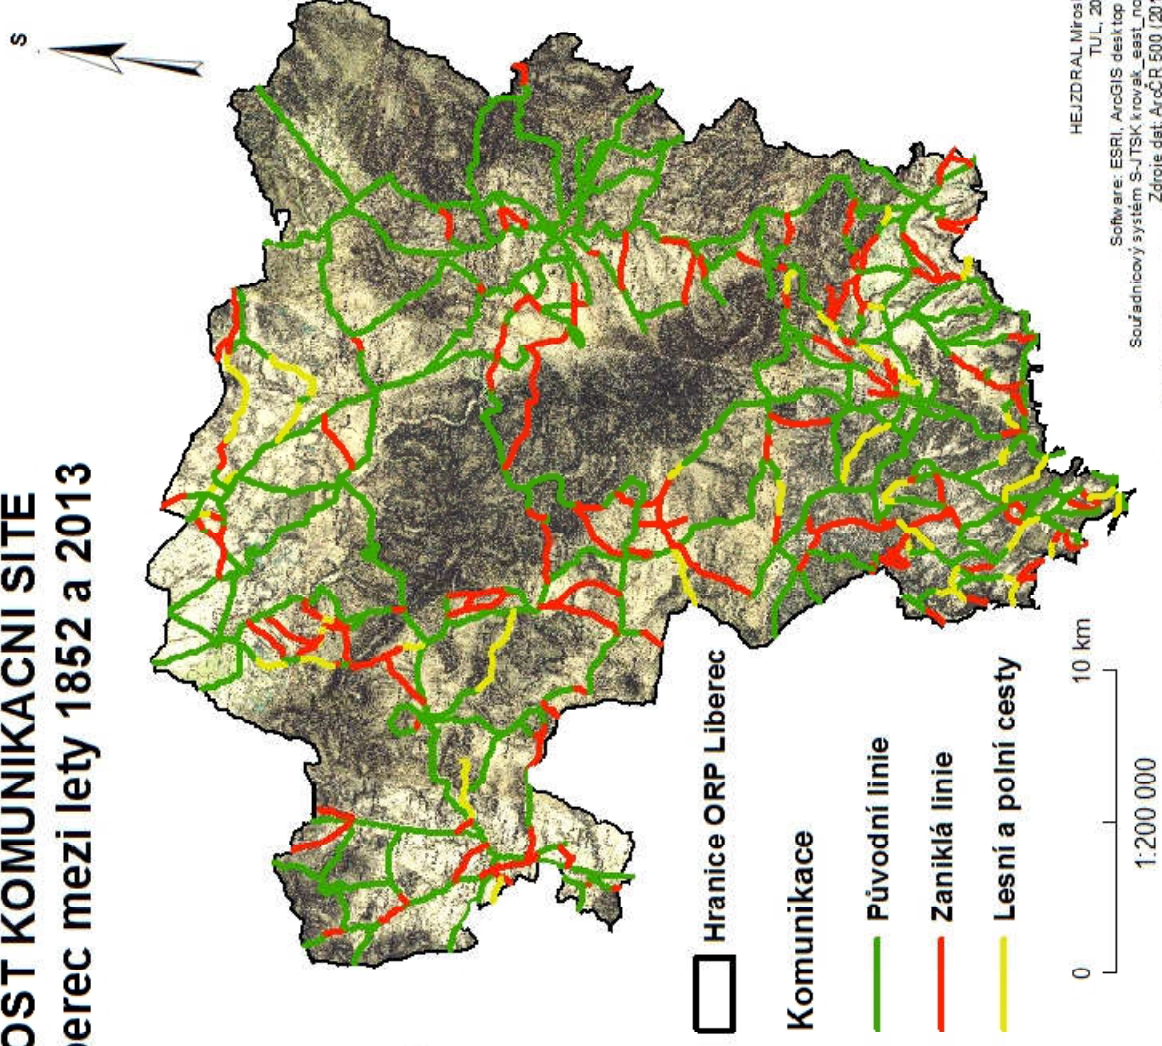 OST KOMUNIKACNI SITE
berec mezi lety 1852 a 2013
S
Hranice ORP Liberec
Komunikace
Původní linie
Zaniklá linie
Lesní a polní cesty
0
10 km
1:200 000
HEJZDRAL Mirosl
TUL, 20
Software: ESRI, ArcGIS desktop
Souřadnicový systém S-JTSK krovak_east_no
Zdroje dat: ArcČR 500 (201